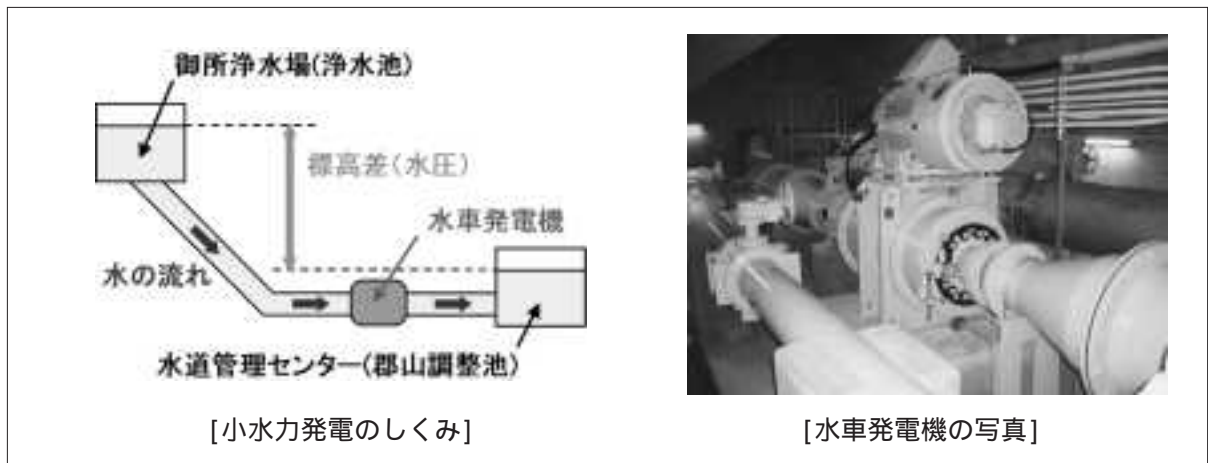 御所浄水場(浄水池)
標高差(水圧)
水車発電機
水の流れ
水道管理センター(郡山調整池)
[小水力発電のしくみ]
[水車発電機の写真]